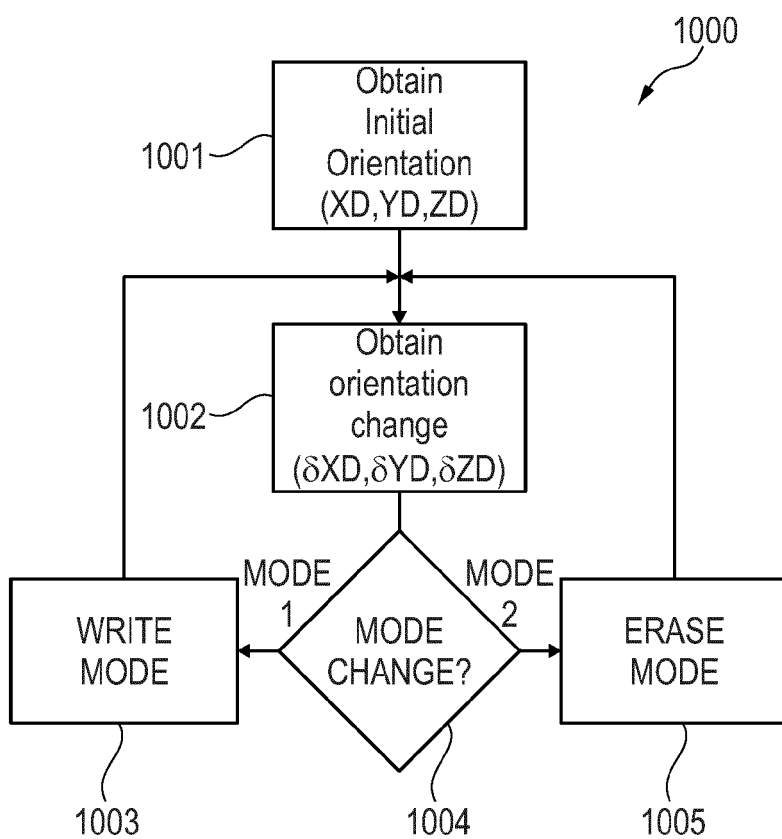 1000
Obtain
Initial
Orientation
(XD,YD,ZD)
1001
Obtain
orientation
change
(δXD,δYD,δZD)
1002
MODE
1
MODE
2
WRITE
MODE
MODE
CHANGE?
ERASE
MODE
1003
1004
1005